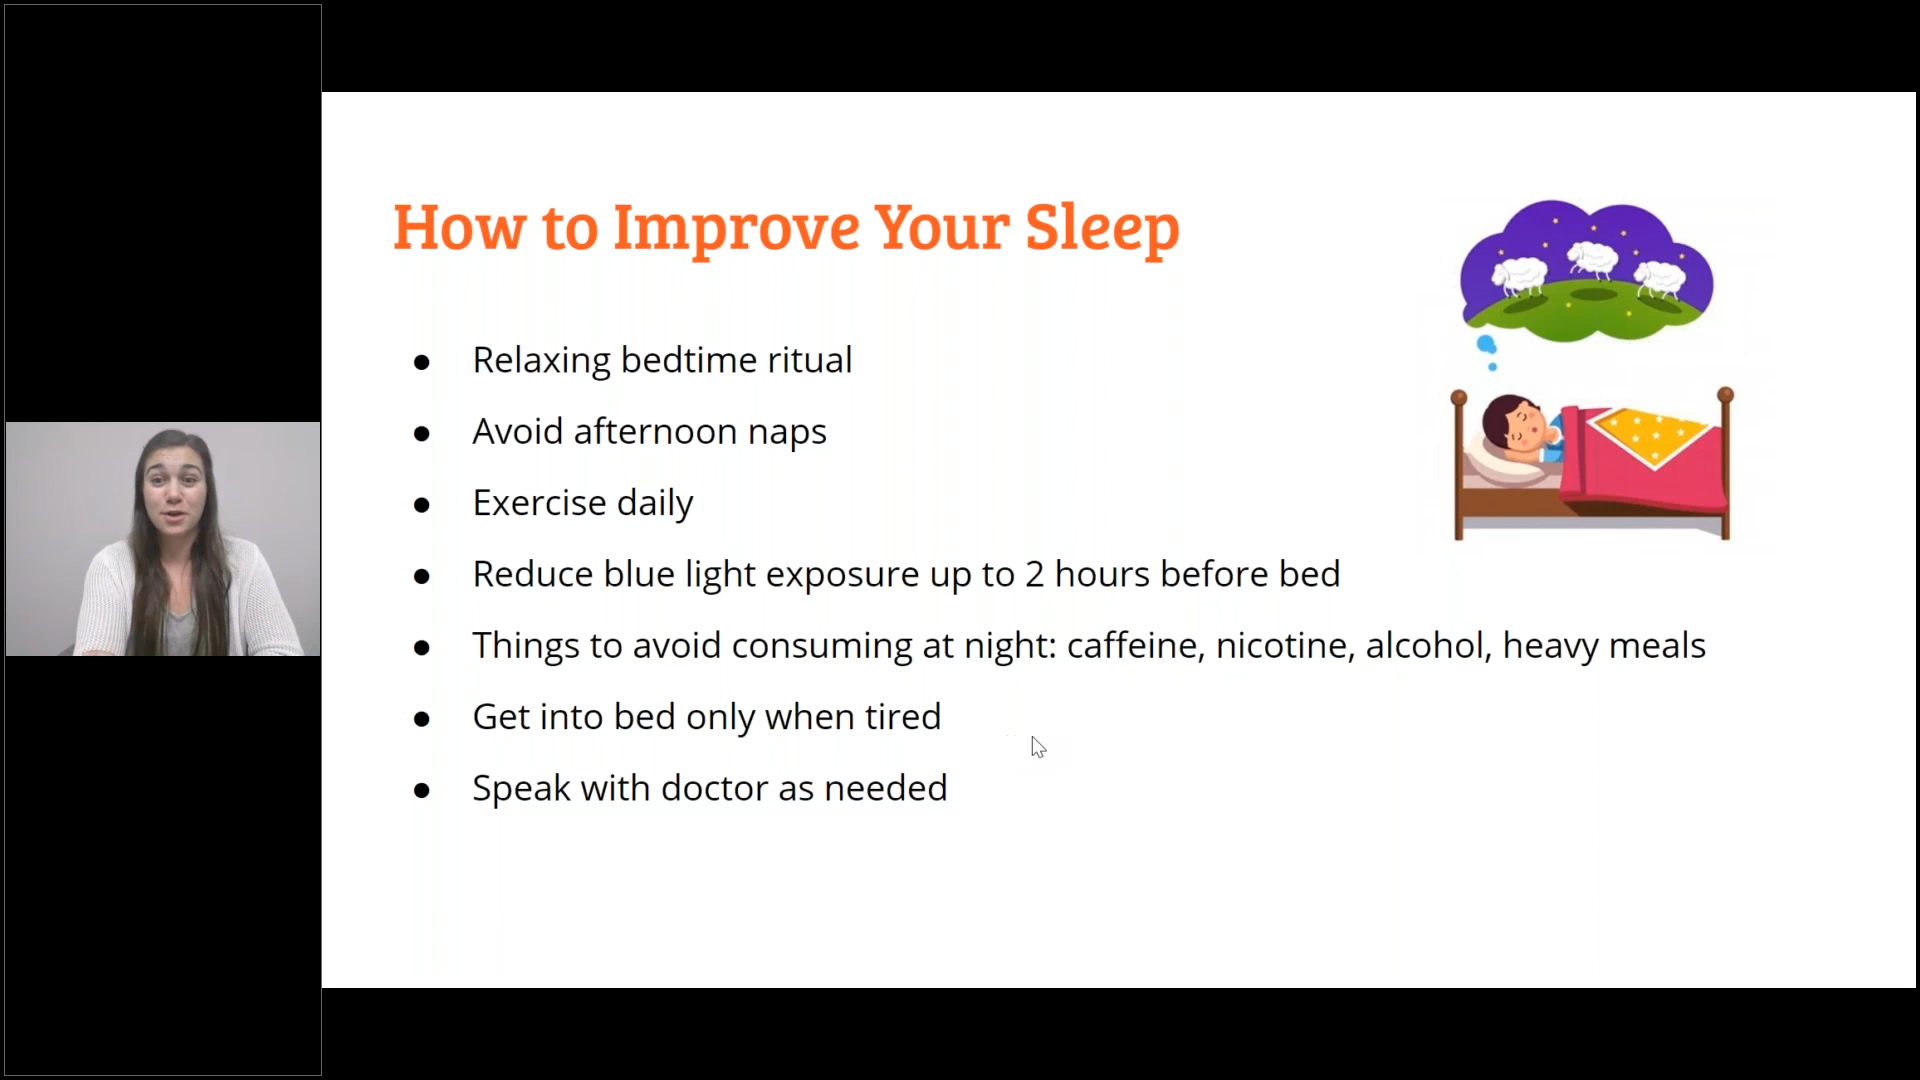 How to Improve Your Sleep
● Relaxing bedtime ritual
● Avoid afternoon naps
● Exercise daily
● Reduce blue light exposure up to 2 hours before bed
● Things to avoid consuming at night: caffeine, nicotine, alcohol, heavy meals
● Get into bed only when tired
● Speak with doctor as needed